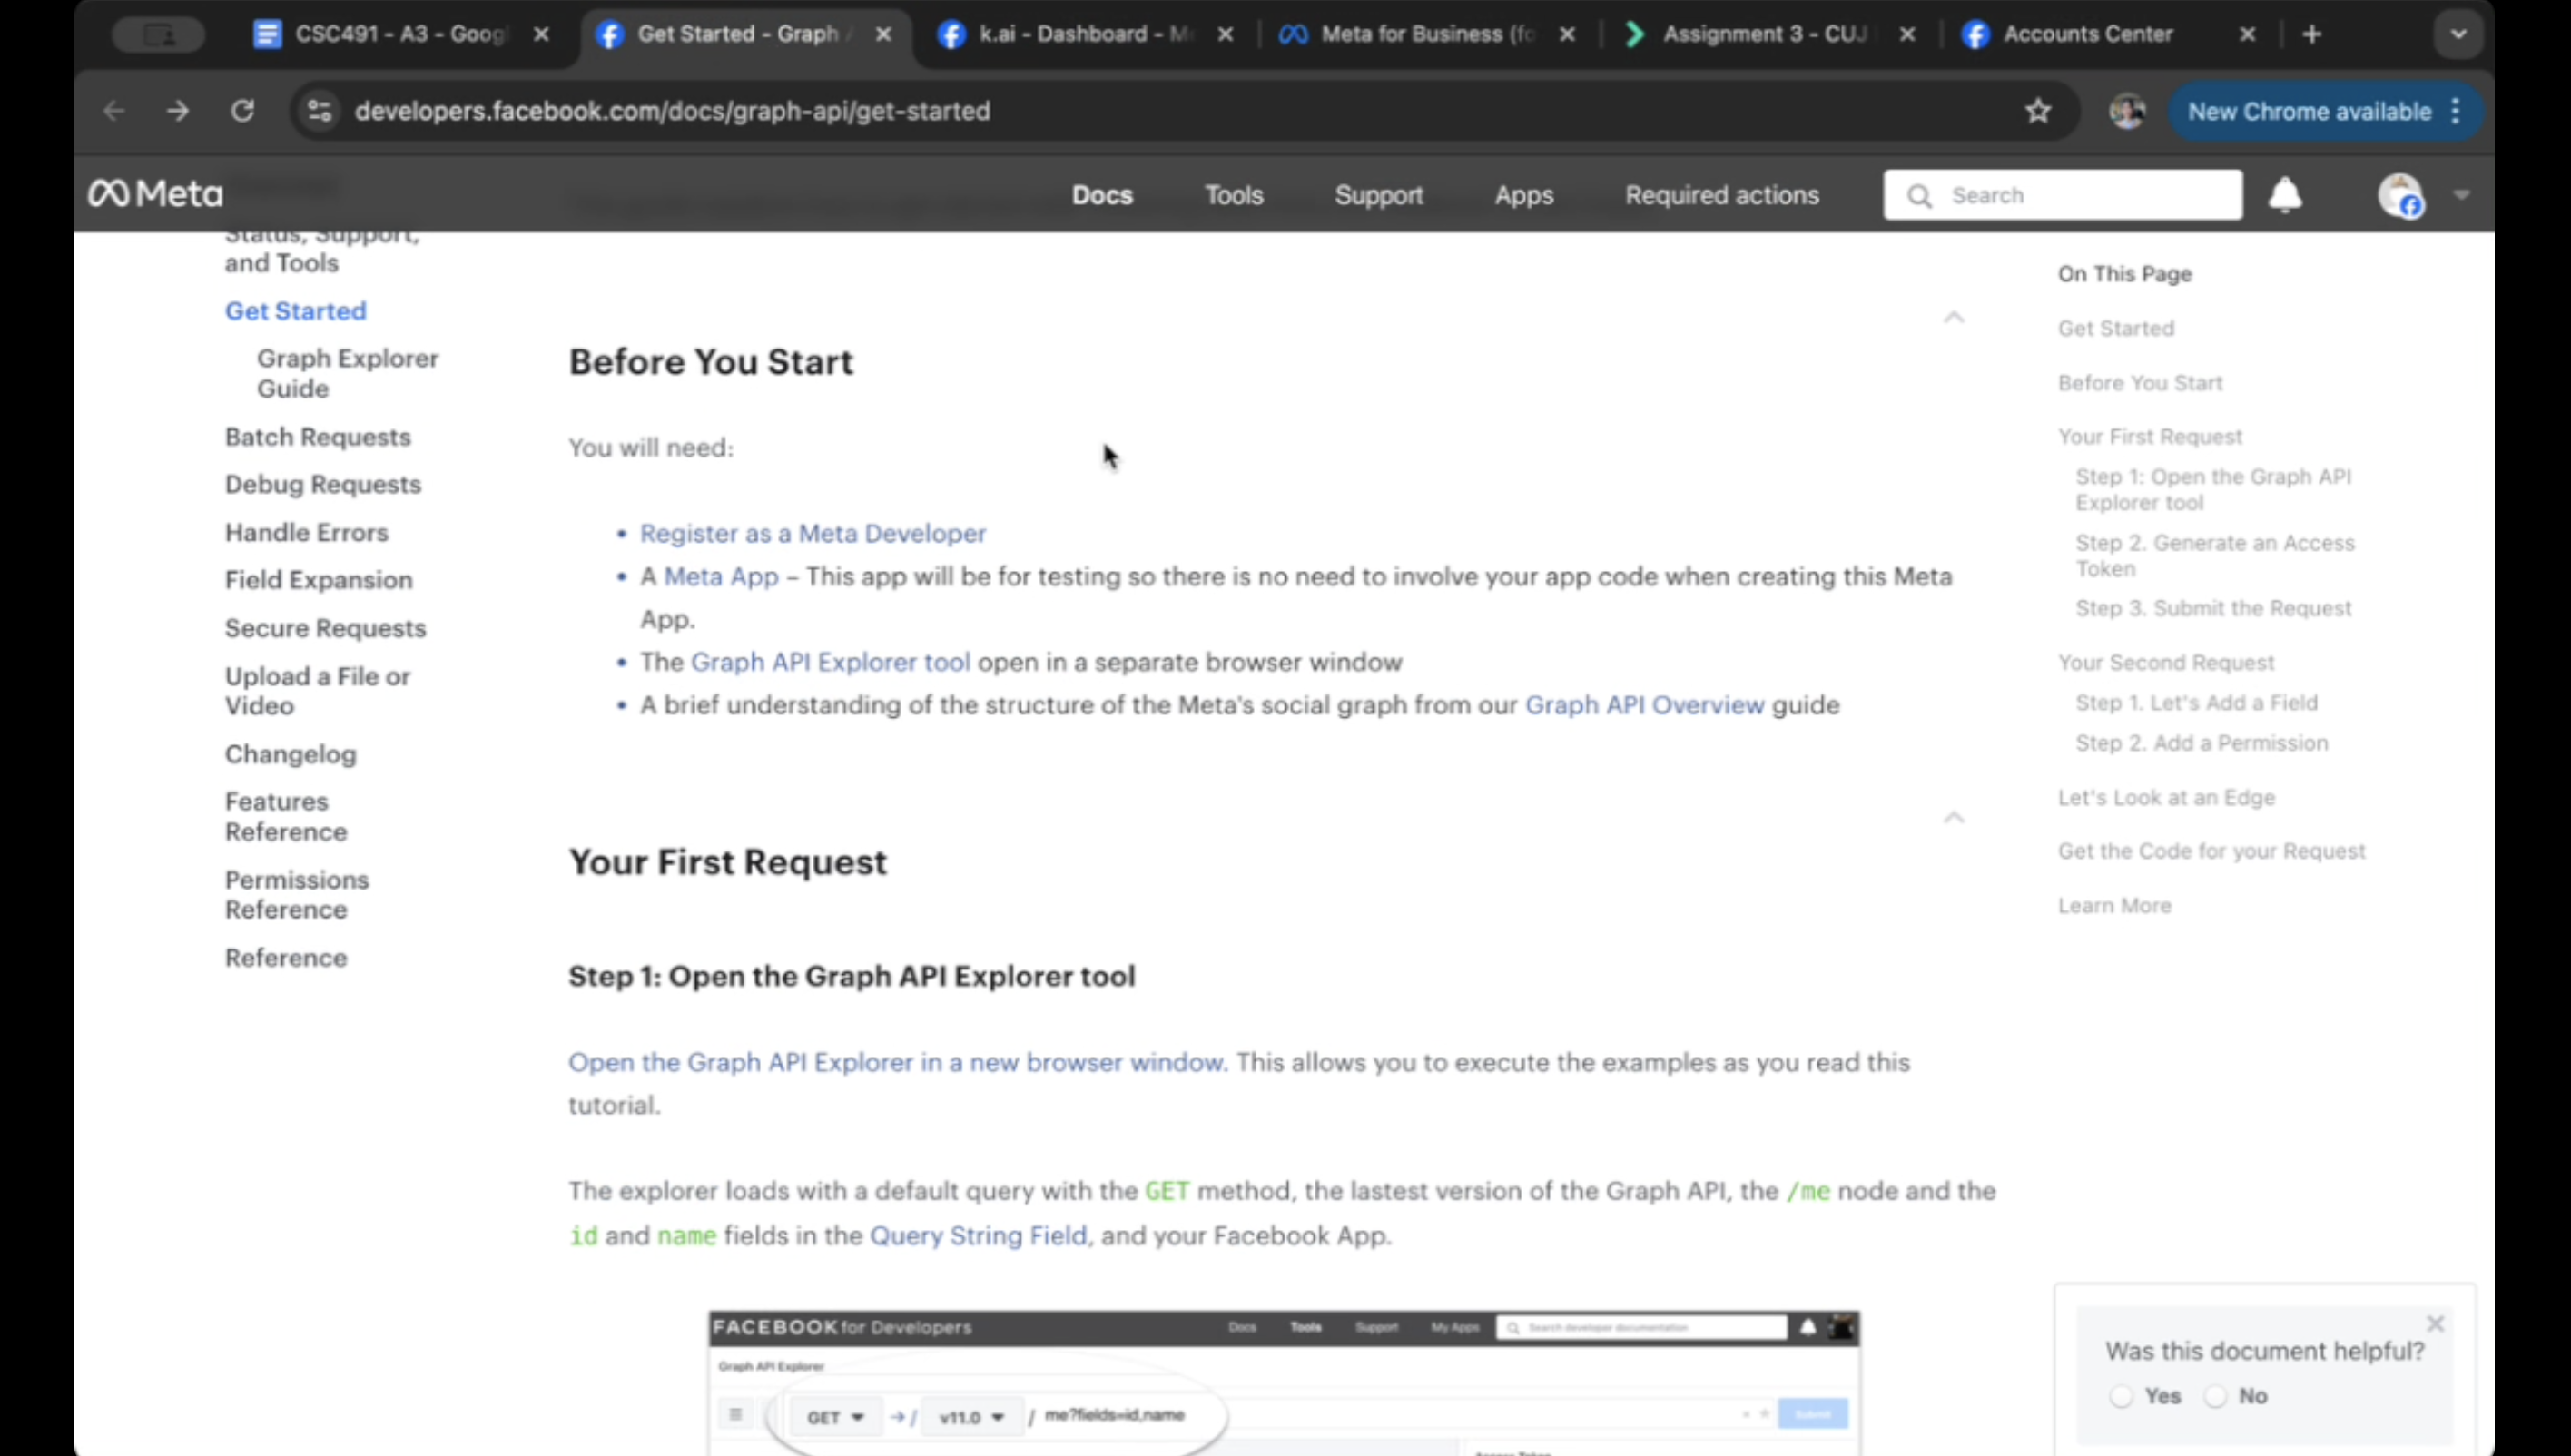 CSC491 - A3 - Goog
Get Started - Graph
k.ai - Dashboard - M
Meta for Business (fo
Assignment 3 - CUJ
Accounts Center
developers.facebook.com/docs/graph-api/get-started
New Chrome available
Meta
Docs
Tools
Support
Apps
Required actions
Search
Status, Support,
and Tools
Get Started
Graph Explorer
Guide
Batch Requests
Debug Requests
Handle Errors
Field Expansion
Secure Requests
Upload a File or
Video
Changelog
Features
Reference
Permissions
Reference
Reference
Before You Start
You will need:
• Register as a Meta Developer
• A Meta App – This app will be for testing so there is no need to involve your app code when creating this Meta
App.
• The Graph API Explorer tool open in a separate browser window
• A brief understanding of the structure of the Meta's social graph from our Graph API Overview guide
Your First Request
Step 1: Open the Graph API Explorer tool
Open the Graph API Explorer in a new browser window. This allows you to execute the examples as you read this
tutorial.
The explorer loads with a default query with the GET method, the lastest version of the Graph API, the /me node and the
id and name fields in the Query String Field, and your Facebook App.
FACEBOOK for Developers
Docs
Tools
Support
My Apps
Search developer documentation
Graph API Explorer
GET
→ /
v11.0
/ me?fields=id,name
Submit
On This Page
Get Started
Before You Start
Your First Request
Step 1: Open the Graph API
Explorer tool
Step 2. Generate an Access
Token
Step 3. Submit the Request
Your Second Request
Step 1. Let's Add a Field
Step 2. Add a Permission
Let's Look at an Edge
Get the Code for your Request
Learn More
Was this document helpful?
Yes
No